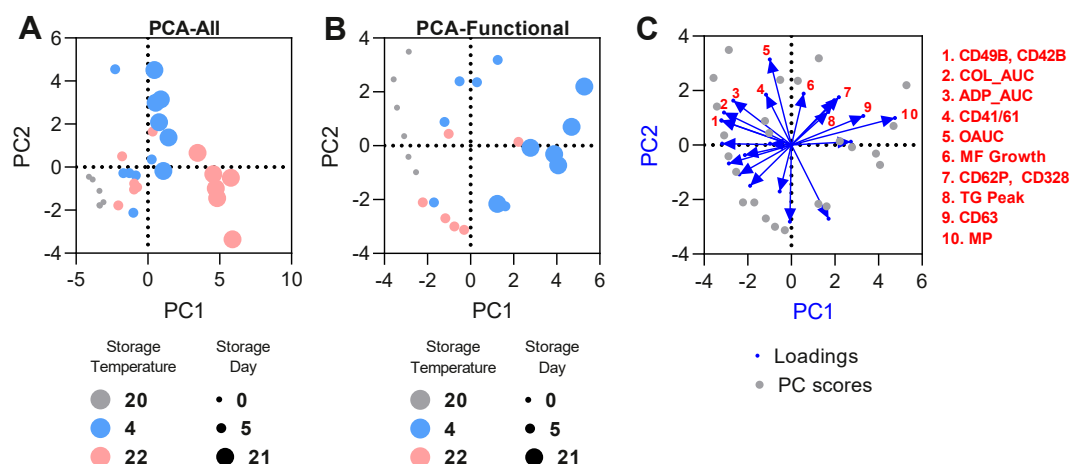 A
PCA-All
PC2
6
4
2
0
-2
-4
-5
0
5
10
PC1
Storage Temperature
Storage Day
20
0
4
5
22
21
B
PCA-Functional
PC2
4
2
0
-2
-4
-4
-2
0
2
4
6
PC1
Storage Temperature
Storage Day
20
0
4
5
22
21
C
PC2
4
2
0
-2
-4
-4
-2
0
2
4
6
PC1
1
2
3
4
5
6
7
8
9
10
Loadings
PC scores
1. CD49B, CD42B
2. COL_AUC
3. ADP_AUC
4. CD41/61
5. OAUC
6. MF Growth
7. CD62P, CD328
8. TG Peak
9. CD63
10. MP